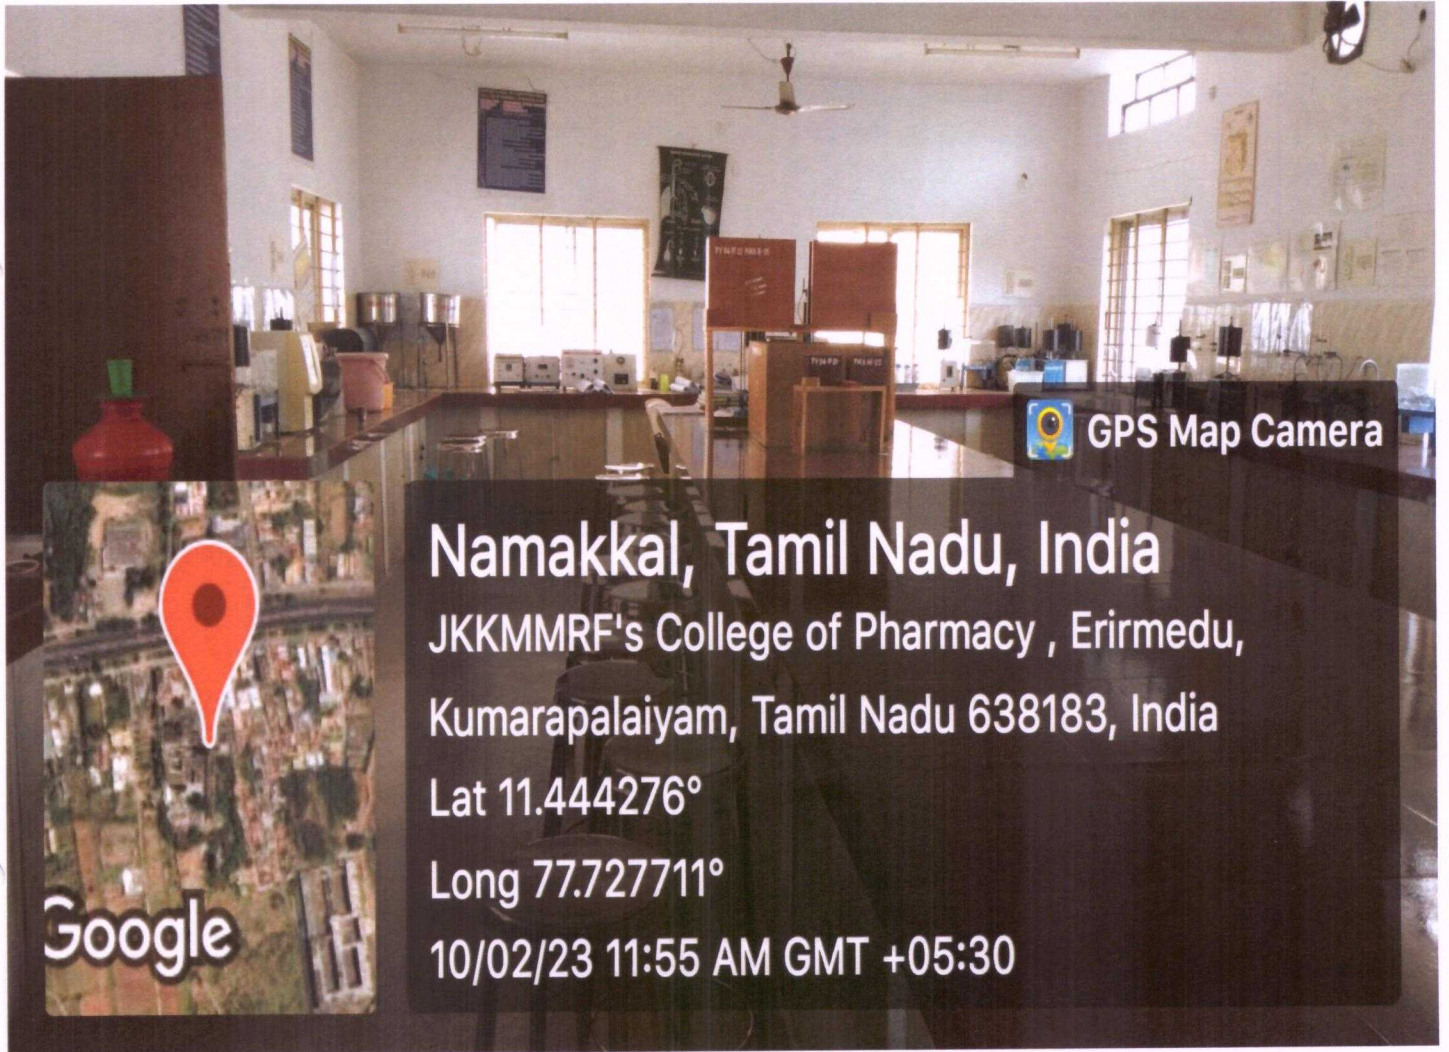 GPS Map Camera
Namakkal, Tamil Nadu, India
JKKMMRF's College of Pharmacy , Erirmedu,
Kumarapalaiyam, Tamil Nadu 638183, India
Lat 11.444276°
Long 77.727711°
10/02/23 11:55 AM GMT +05:30
Google